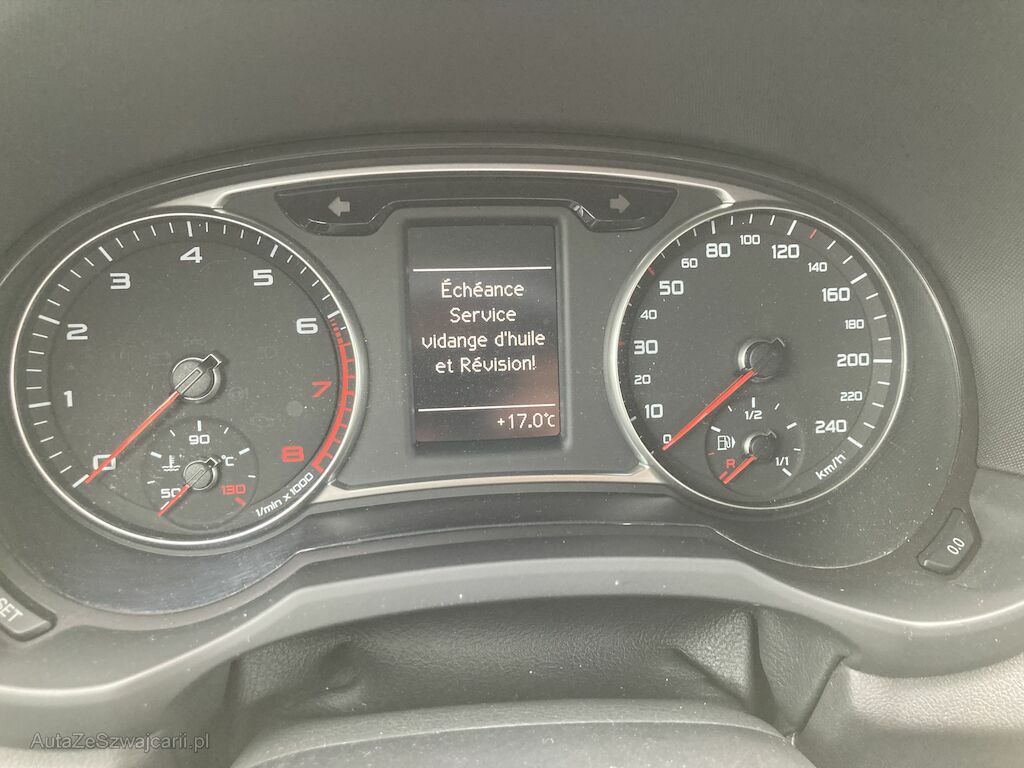 Échéance
Service
vidange d'huile
et Révision!
+17.0°C
0
1
2
3
4
5
6
7
8
1/min x 1000
50
90
130
°C
0
10
20
30
40
50
60
80
100
120
140
160
180
200
220
240
km/h
R
1/2
1/1
SET
0.0
AutaZeSzwajcarii.pl